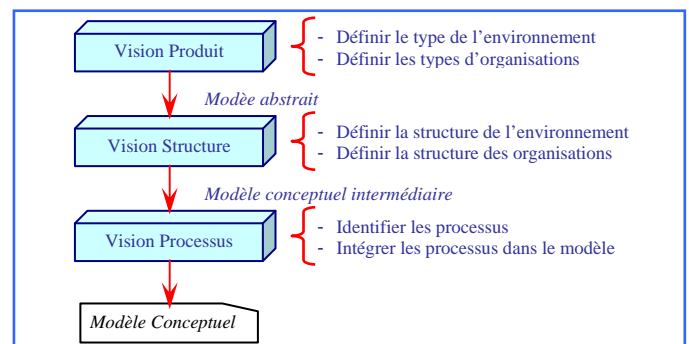 Vision Produit
- Définir le type de l'environnement
- Définir les types d'organisations
Modèe abstrait
Vision Structure
- Définir la structure de l'environnement
- Définir la structure des organisations
Modèle conceptuel intermédiaire
Vision Processus
- Identifier les processus
- Intégrer les processus dans le modèle
Modèle Conceptuel